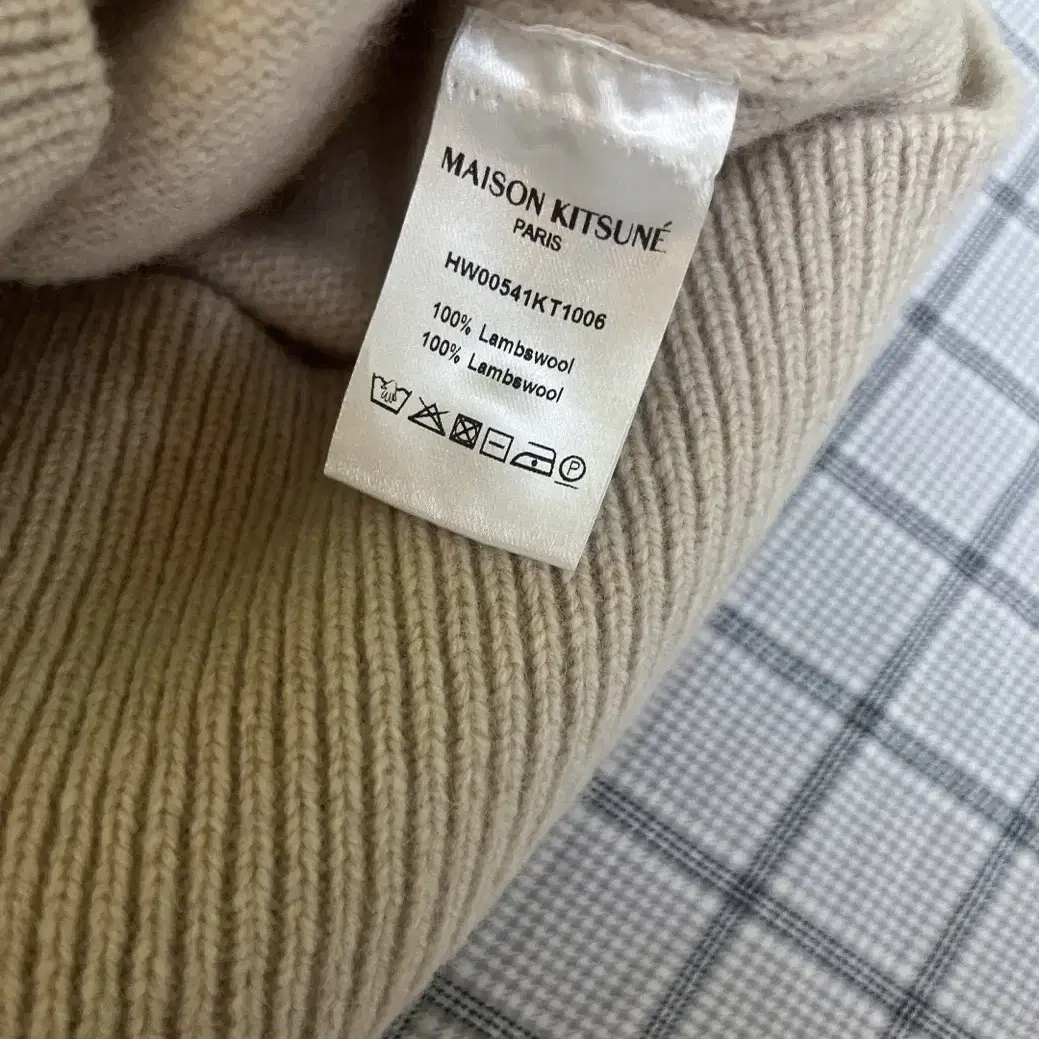 MAISON KITSUNÉ
PARIS
HW00541KT1006
100% Lambswool
100% Lambswool
P